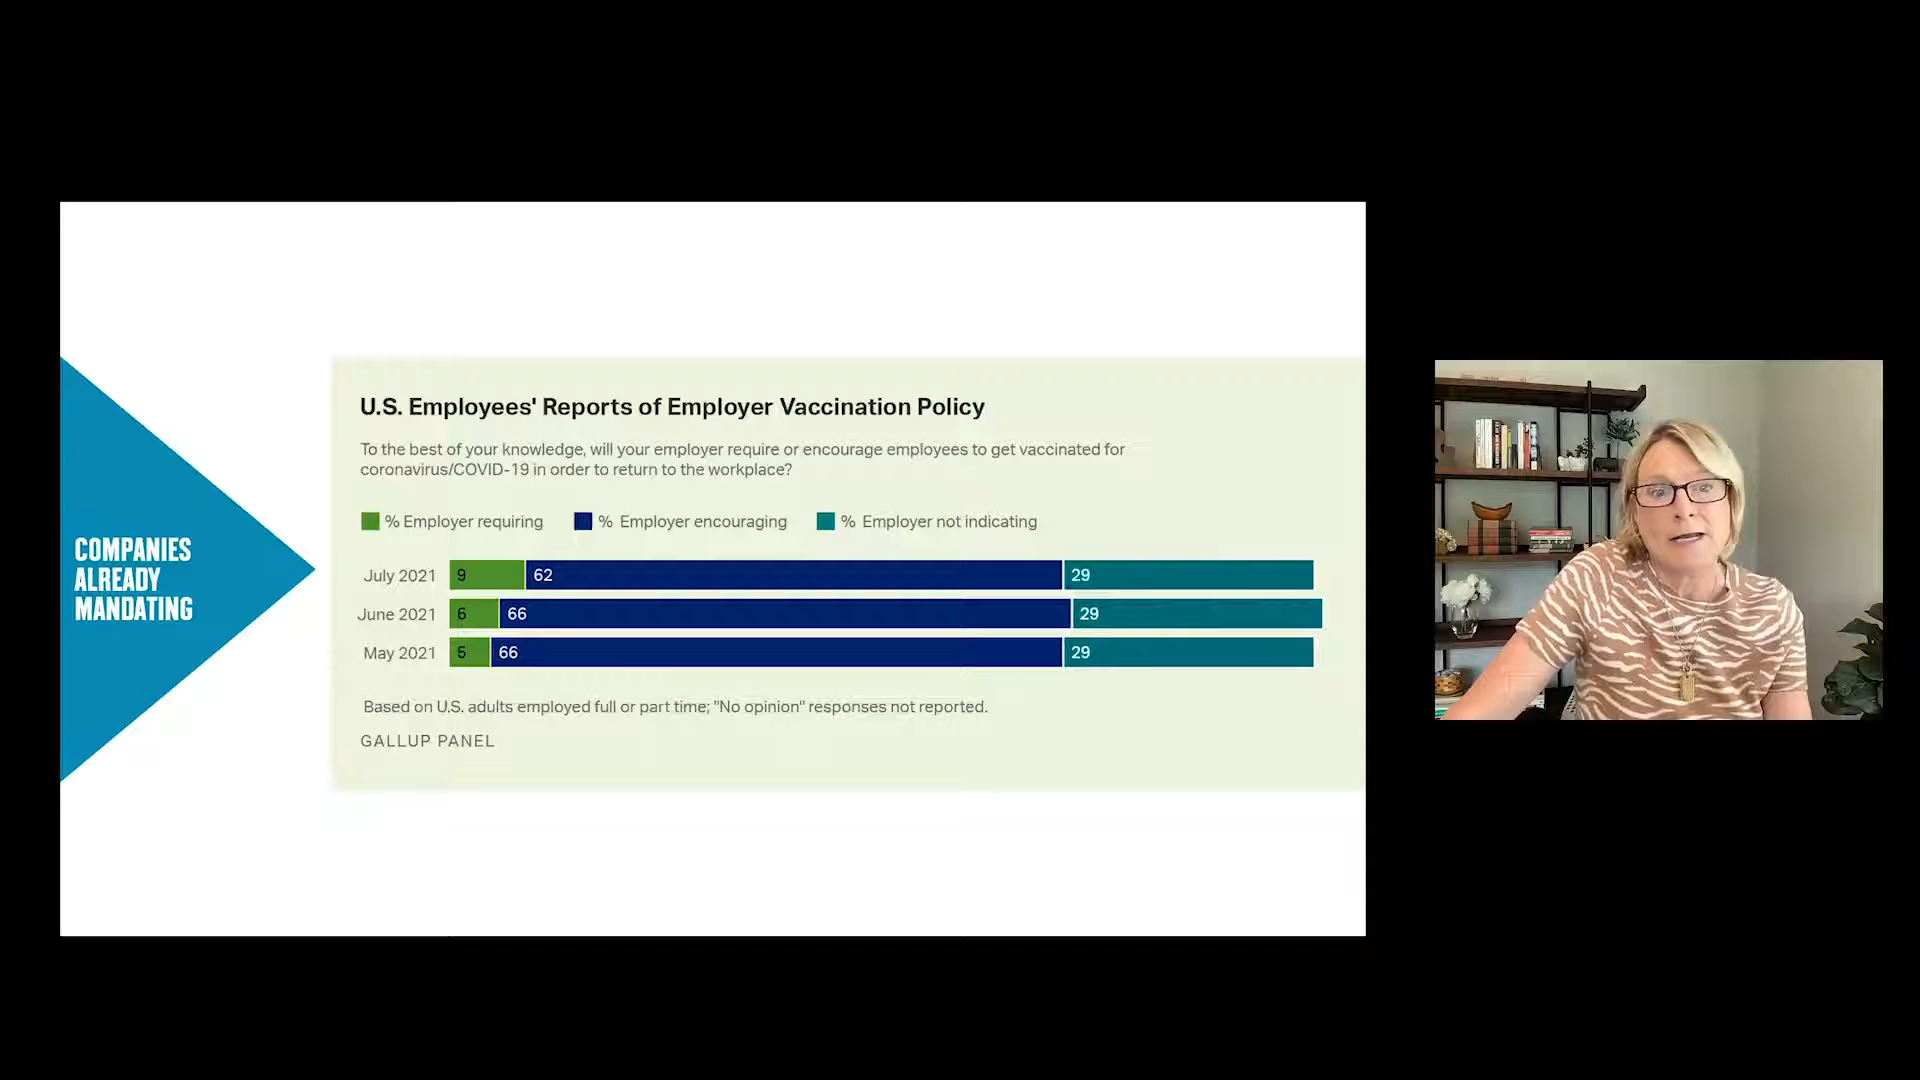 COMPANIES
ALREADY
MANDATING
U.S. Employees' Reports of Employer Vaccination Policy
To the best of your knowledge, will your employer require or encourage employees to get vaccinated for
coronavirus/COVID-19 in order to return to the workplace?
% Employer requiring % Employer encouraging % Employer not indicating
July 2021 9 62 29
June 2021 6 66 29
May 2021 5 66 29
Based on U.S. adults employed full or part time; "No opinion" responses not reported.
GALLUP PANEL